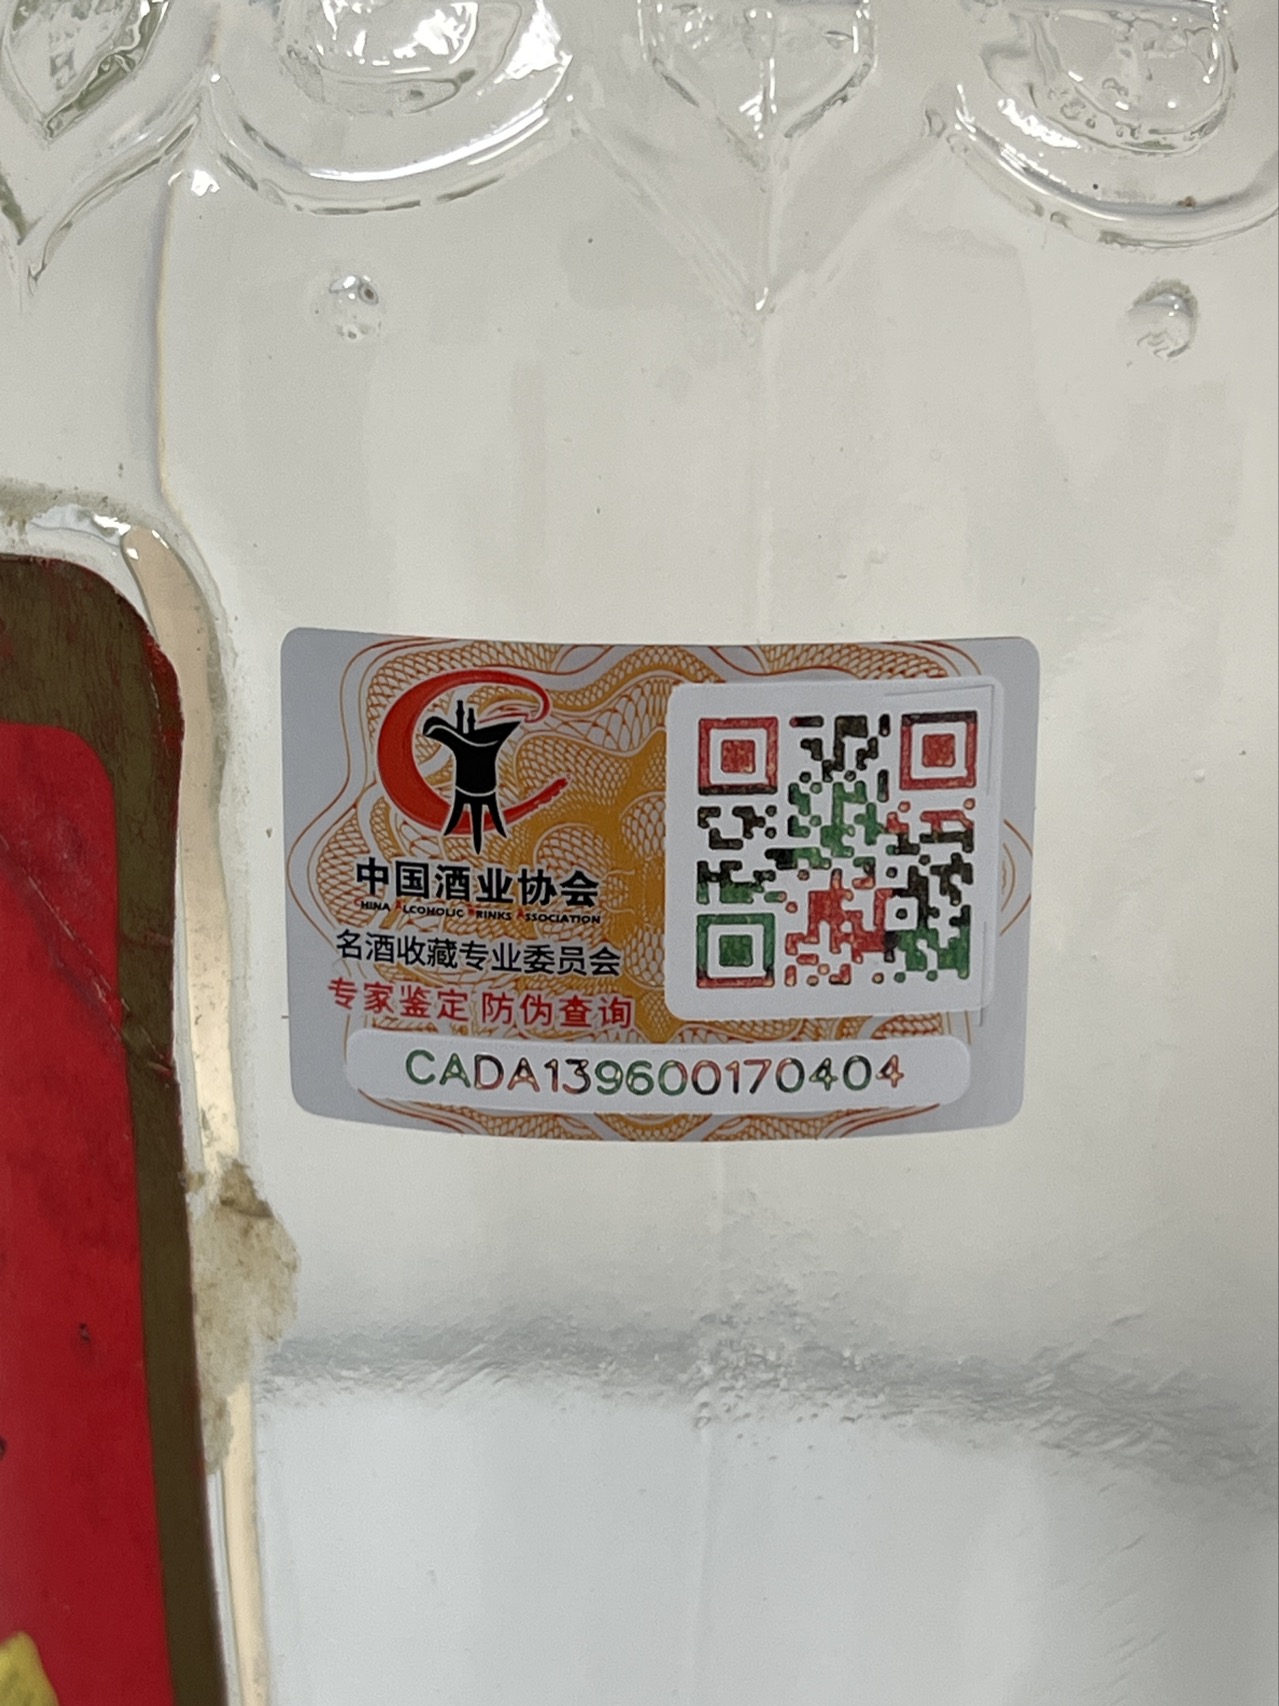 中国酒业协会
CHINA ALCOHOLIC DRINKS ASSOCIATION
名酒收藏专业委员会
专家鉴定 防伪查询
CADA139600170404